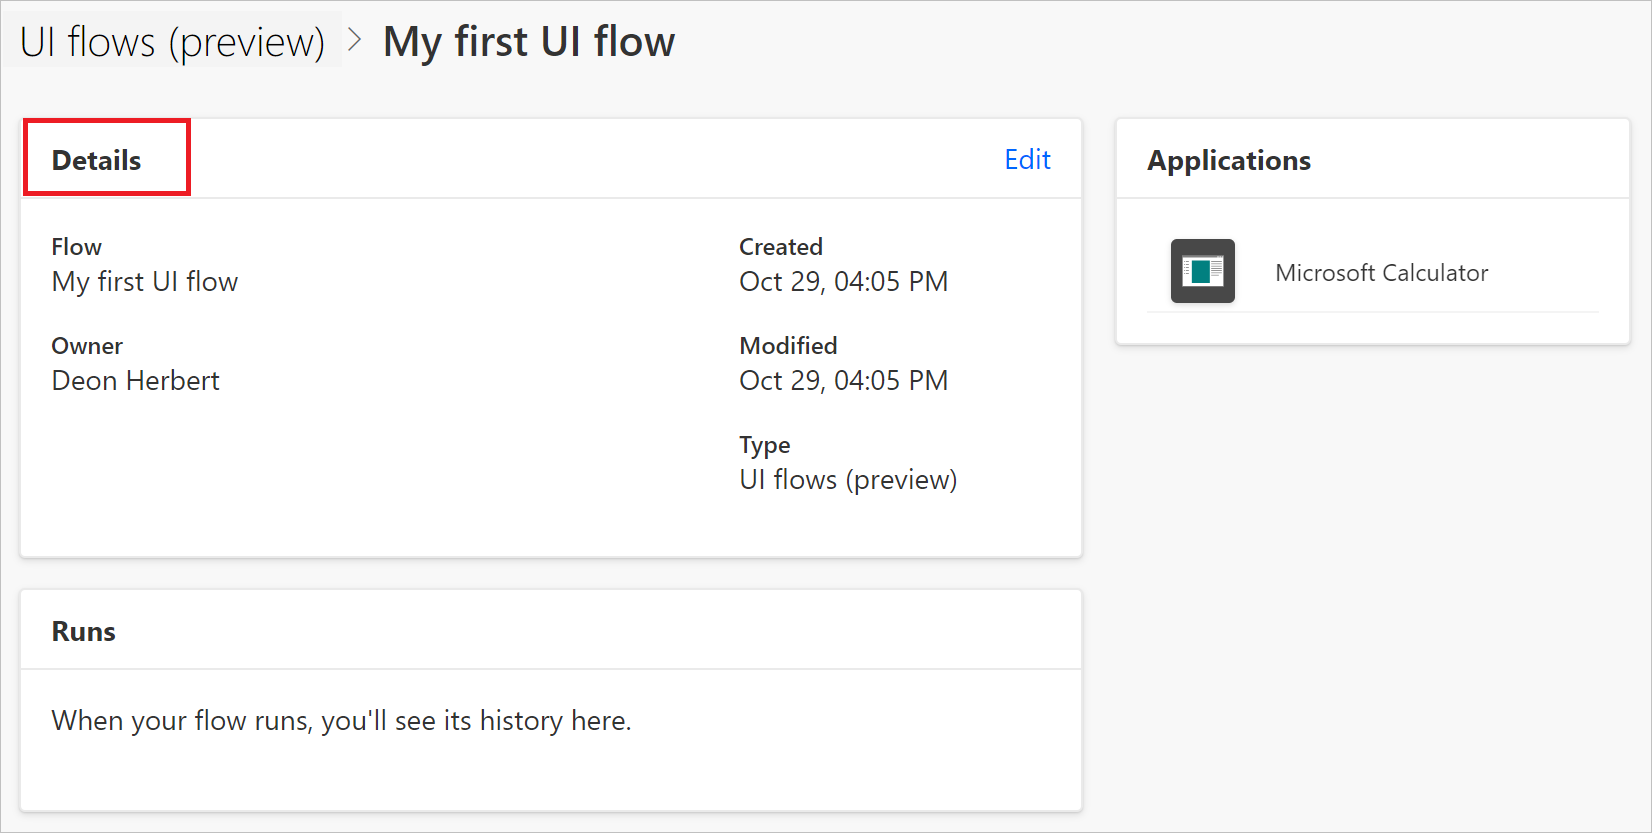 UI flows (preview) > My first UI flow
Details
Edit
Flow
My first UI flow
Owner
Deon Herbert
Created
Oct 29, 04:05 PM
Modified
Oct 29, 04:05 PM
Type
UI flows (preview)
Applications
Microsoft Calculator
Runs
When your flow runs, you'll see its history here.